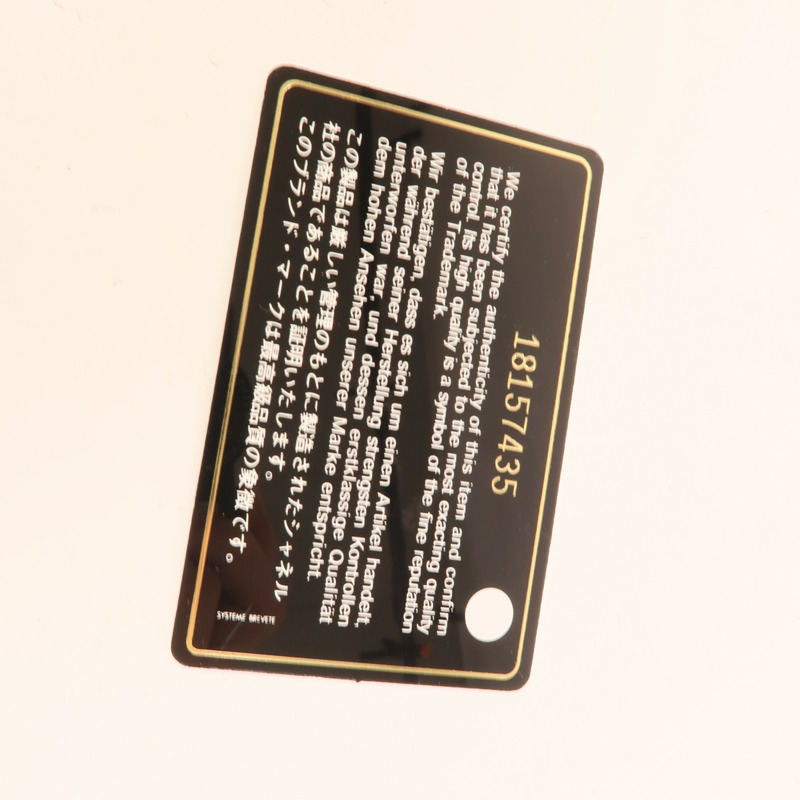 18157435
We certify the authenticity of this item and confirm
that it has been subjected to the most exacting quality
control. Its high quality is a symbol of the fine reputation
of the Trademark.
Wir bestätigen, dass es sich um einen Artikel handelt,
der während seiner Herstellung strengsten Kontrollen
unterworfen war, und dessen erstklassige Qualität
dem hohen Ansehen unserer Marke entspricht.
この製品は厳しい管理のもとに製造されたシャネル
社の商品であることを証明いたします。
このブランド・マークは最高級品質の象徴です。
SYSTEME BREVETE